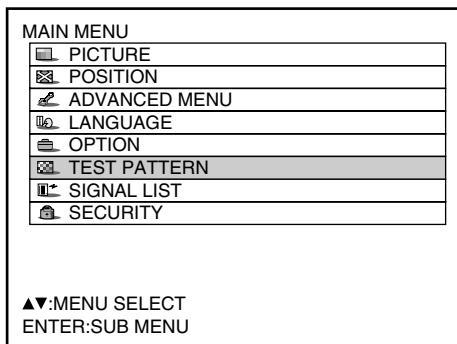 MAIN MENU
PICTURE
POSITION
ADVANCED MENU
LANGUAGE
OPTION
TEST PATTERN
SIGNAL LIST
SECURITY
▲▼:MENU SELECT
ENTER:SUB MENU